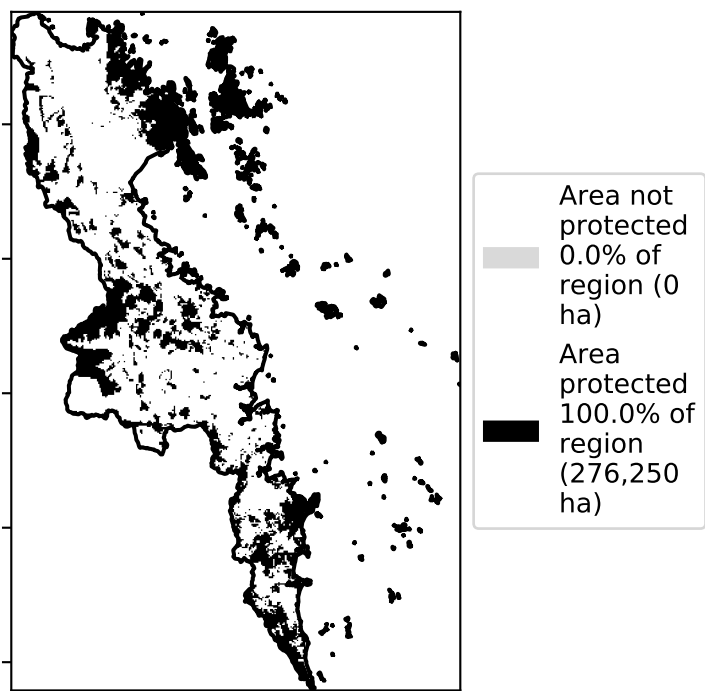 Area not
protected
0.0% of
region (0
ha)
Area
protected
100.0% of
region
(276,250
ha)